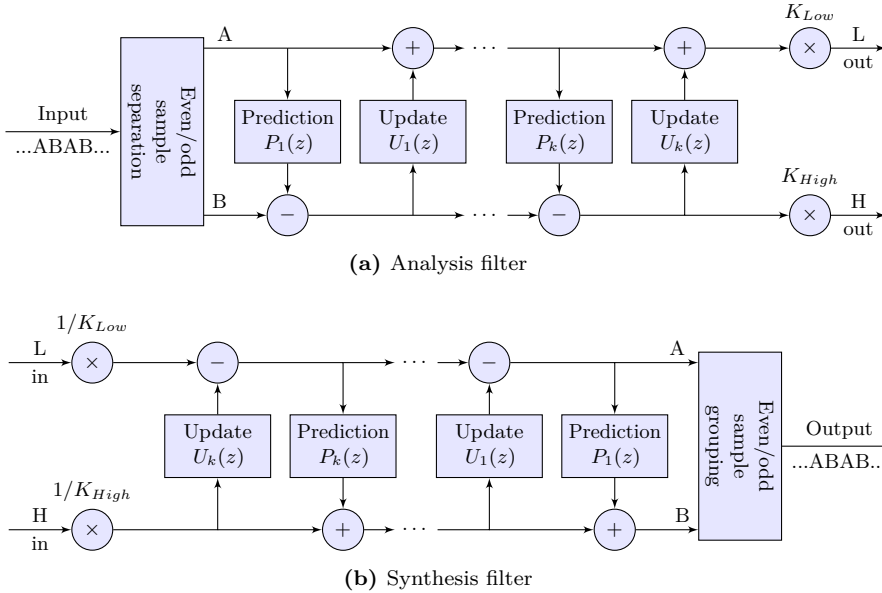 A
K_Low
+
· · ·
+
×
L
out
Input
...ABAB...
Even/odd
sample
separation
Prediction
P_1(z)
Update
U_1(z)
Prediction
P_k(z)
Update
U_k(z)
B
K_High
−
· · ·
−
×
H
out
(a) Analysis filter
1/K_Low
L
in
×
−
· · ·
−
A
Update
U_k(z)
Prediction
P_k(z)
Update
U_1(z)
Prediction
P_1(z)
Even/odd
sample
grouping
Output
...ABAB...
1/K_High
H
in
×
+
· · ·
+
B
(b) Synthesis filter